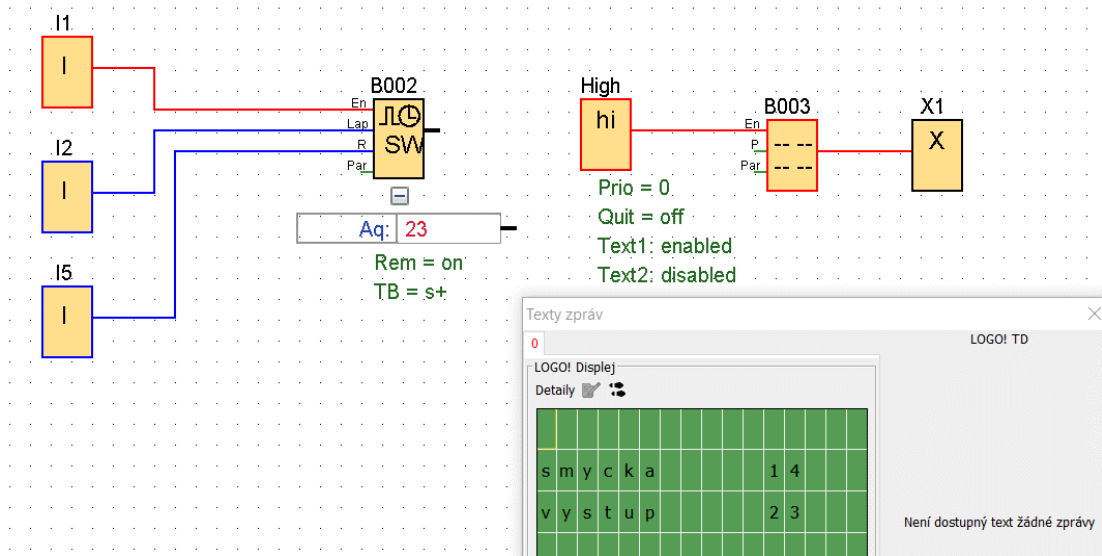 I1
I
I2
I
I5
I
B002
En
Lap
R
Par
SW
Aq: 23
Rem = on
TB = s+
High
hi
B003
En
P
Par
X1
X
Prio = 0
Quit = off
Text1: enabled
Text2: disabled
Texty zpráv
0
LOGO! TD
LOGO! Displej
Detaily
smycka 14
vystup 23
Není dostupný text žádné zprávy